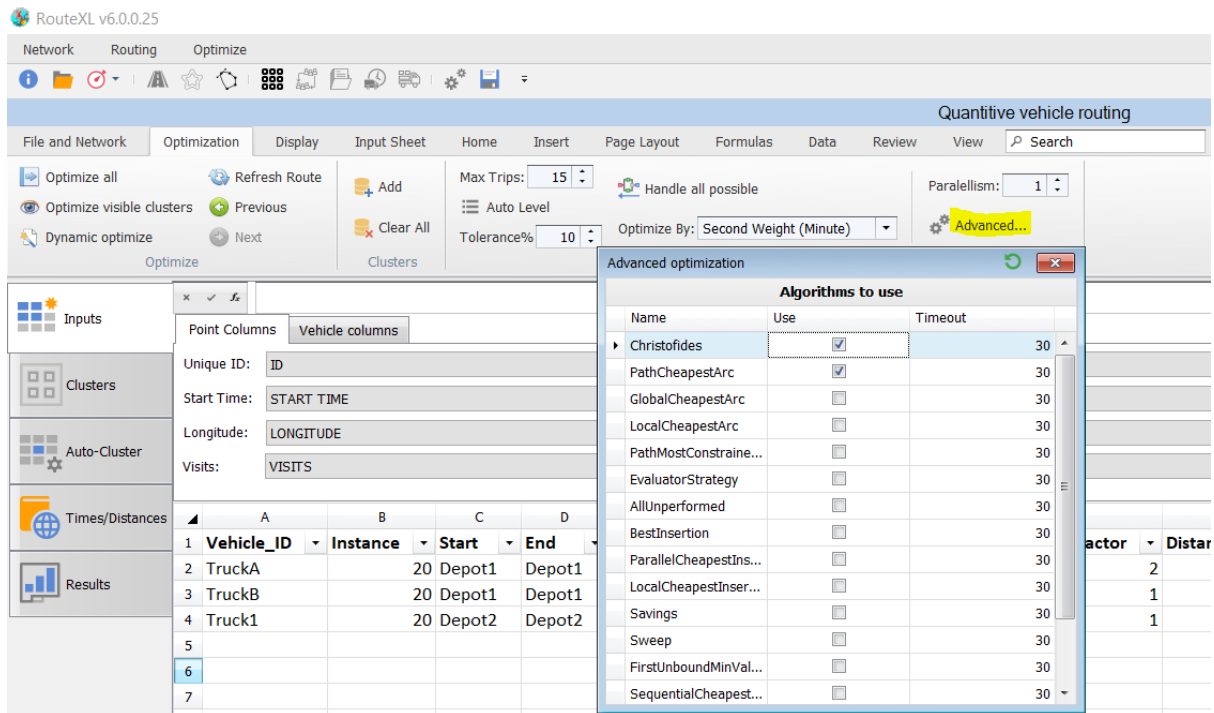 RouteXL v6.0.0.25
Network Routing Optimize
Quantitive vehicle routing
File and Network Optimization Display Input Sheet Home Insert Page Layout Formulas Data Review View Search
Optimize all Refresh Route Add Max Trips: 15 Handle all possible Paralellism: 1
Optimize visible clusters Previous Auto Level
Dynamic optimize Next Clear All Tolerance% 10 Optimize By: Second Weight (Minute) Advanced...
Optimize Clusters
Advanced optimization
Algorithms to use
Name Use Timeout
Christofides 30
PathCheapestArc 30
GlobalCheapestArc 30
LocalCheapestArc 30
PathMostConstraine... 30
EvaluatorStrategy 30
AllUnperformed 30
BestInsertion 30
ParallelCheapestIns... 30
LocalCheapestInser... 30
Savings 30
Sweep 30
FirstUnboundMinVal... 30
SequentialCheapest... 30
Inputs
Clusters
Auto-Cluster
Times/Distances
Results
fx
Point Columns Vehicle columns
Unique ID: ID
Start Time: START TIME
Longitude: LONGITUDE
Visits: VISITS
A B C D
1 Vehicle_ID Instance Start End actor Distar
2 TruckA 20 Depot1 Depot1 2
3 TruckB 20 Depot1 Depot1 1
4 Truck1 20 Depot2 Depot2 1
5
6
7